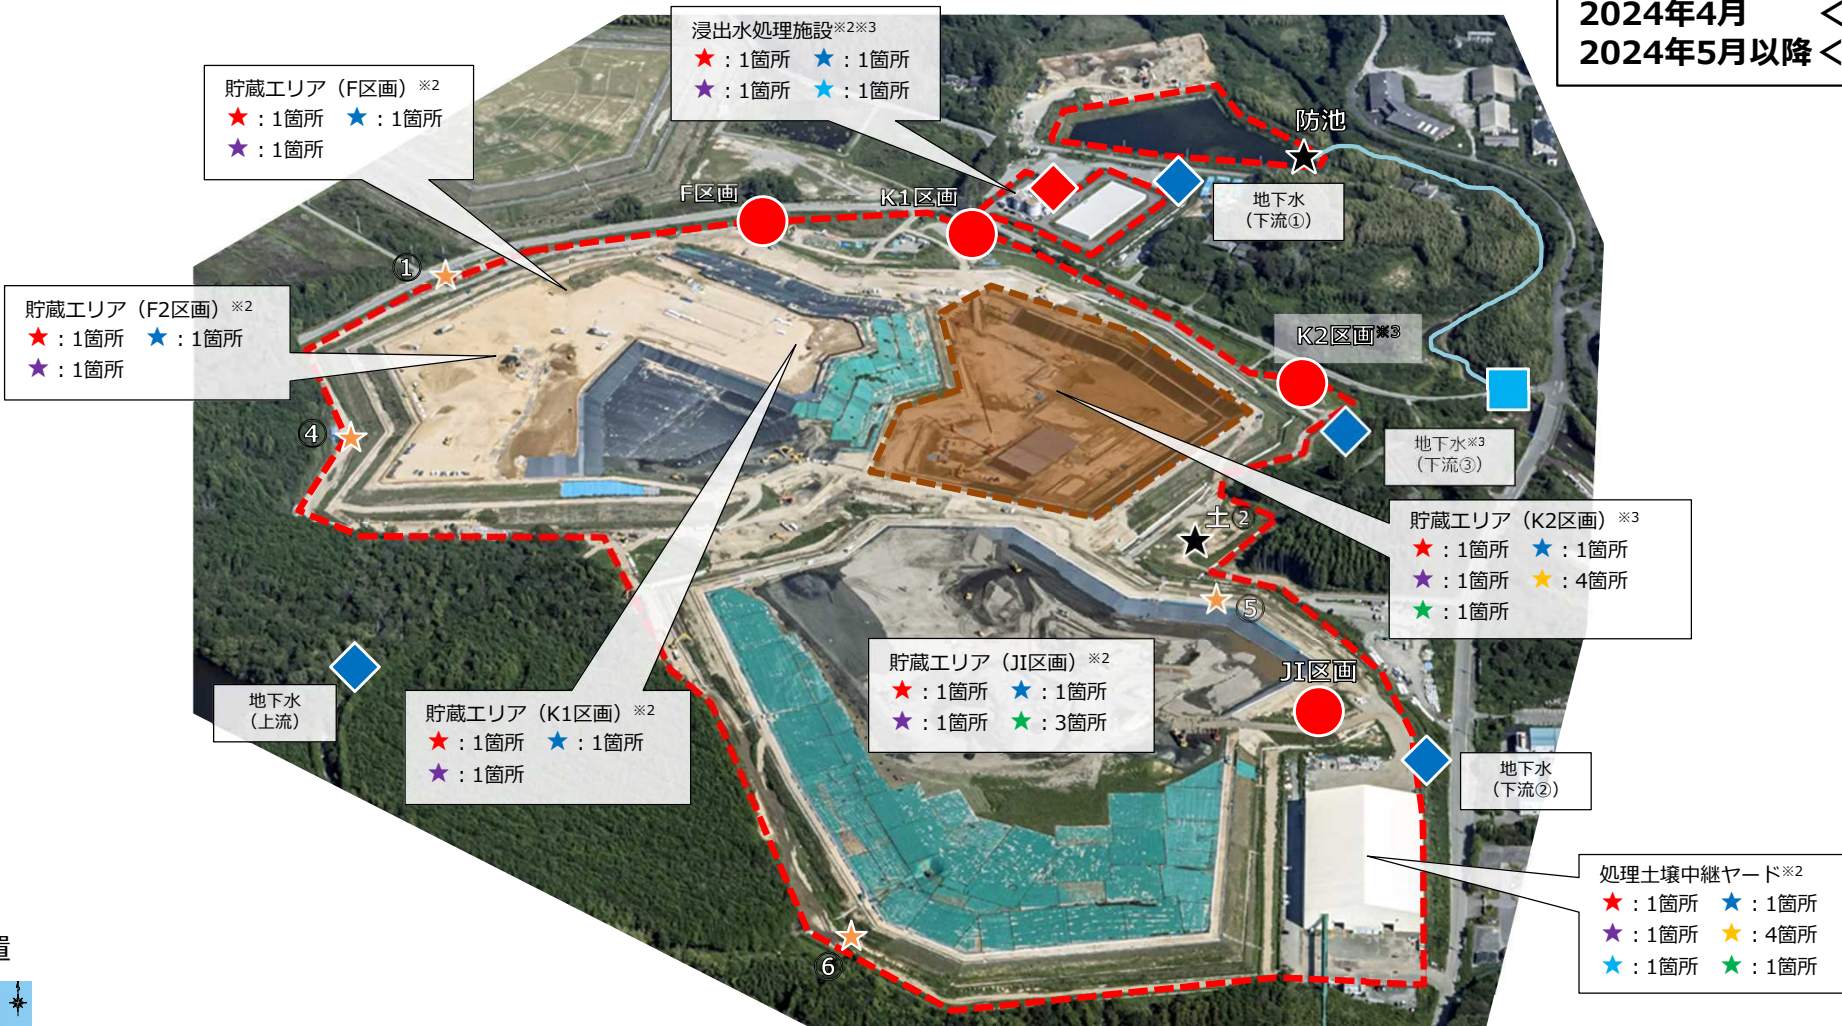 2024年4月 <
2024年5月以降 <
浸出水処理施設※2※3
★：1箇所 ★：1箇所
★：1箇所 ★：1箇所
貯蔵エリア（F区画）※2
★：1箇所 ★：1箇所
★：1箇所
防池
F区画
K1区画
地下水
（下流①）
①
貯蔵エリア（F2区画）※2
★：1箇所 ★：1箇所
★：1箇所
K2区画※3
④
地下水※3
（下流③）
貯蔵エリア（K2区画）※3
★：1箇所 ★：1箇所
★：1箇所 ★：4箇所
★：1箇所
土②
⑤
貯蔵エリア（JI区画）※2
★：1箇所 ★：1箇所
★：1箇所 ★：3箇所
JI区画
地下水
（上流）
貯蔵エリア（K1区画）※2
★：1箇所 ★：1箇所
★：1箇所
地下水
（下流②）
処理土壌中継ヤード※2
★：1箇所 ★：1箇所
★：1箇所 ★：4箇所
★：1箇所 ★：1箇所
⑥
置